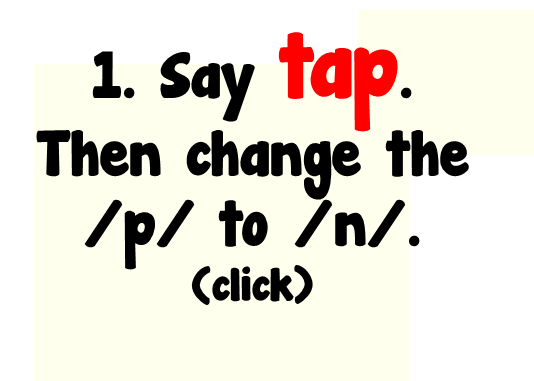 1. Say tap.
Then change the
/p/ to /n/.
(click)